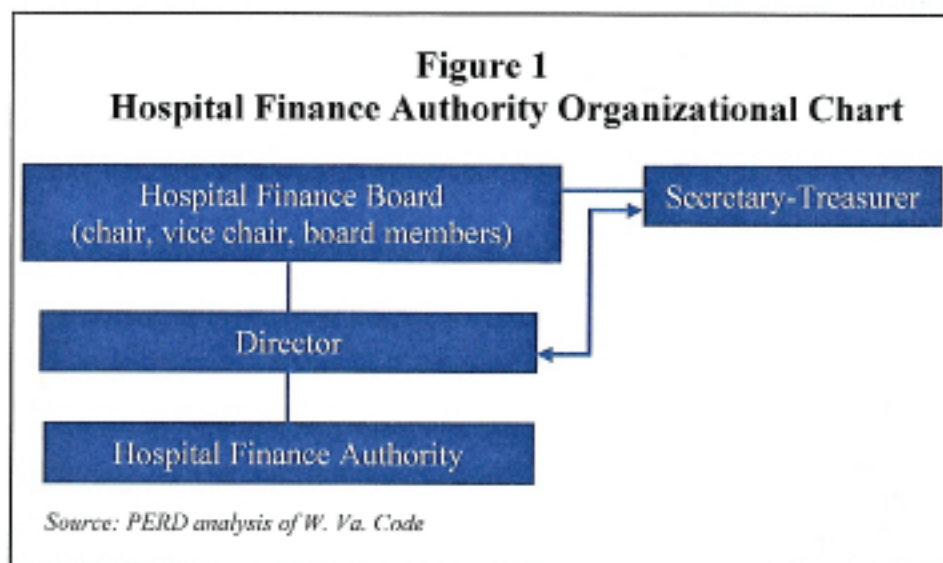 Figure 1
Hospital Finance Authority Organizational Chart
Hospital Finance Board
(chair, vice chair, board members)
Secretary-Treasurer
Director
Hospital Finance Authority
Source: PERD analysis of W. Va. Code